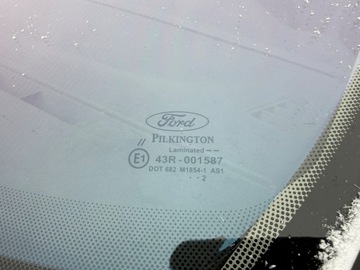 Ford
PILKINGTON
Laminated --
E1 43R-001587
DOT 682 M1854-1 AS1
.. 2